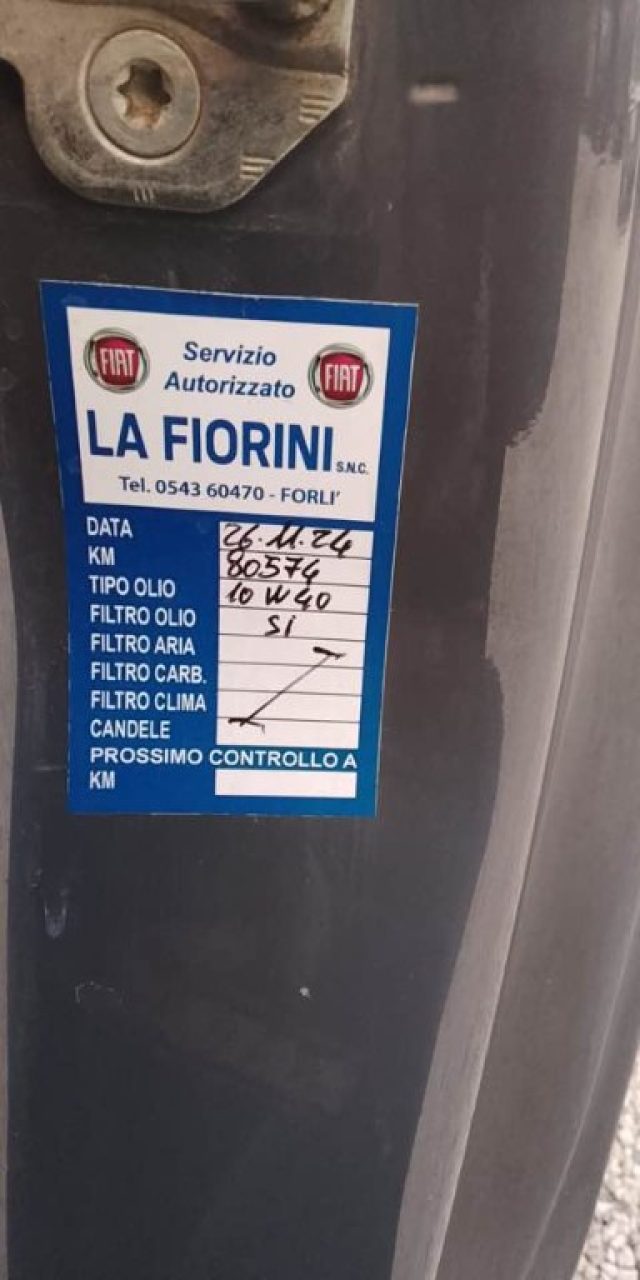 FIAT Servizio Autorizzato FIAT
LA FIORINI S.N.C.
Tel. 0543 60470 - FORLI'
DATA 26.11.24
KM 80574
TIPO OLIO 10 W 40
FILTRO OLIO SI
FILTRO ARIA
FILTRO CARB.
FILTRO CLIMA
CANDELE
PROSSIMO CONTROLLO A
KM